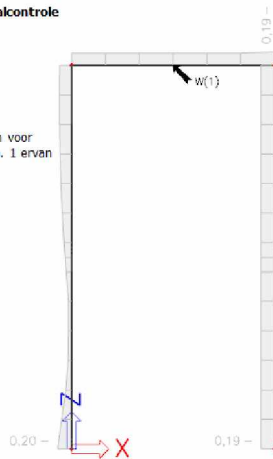 alcontrole
0,19 –
w(1)
voor
. 1 ervan
Z
0.20 –
X
0,19 –